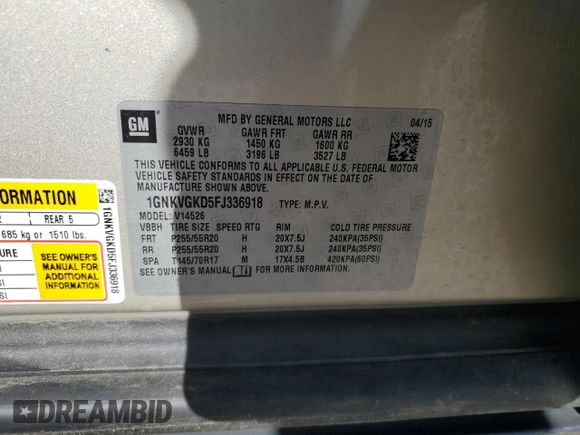 GM
MFD BY GENERAL MOTORS LLC 04/15
GVWR GAWR FRT GAWR RR
2930 KG 1450 KG 1600 KG
6459 LB 3196 LB 3527 LB
THIS VEHICLE CONFORMS TO ALL APPLICABLE U.S. FEDERAL MOTOR
VEHICLE SAFETY STANDARDS IN EFFECT ON THE DATE OF
MANUFACTURE SHOWN ABOVE.
1GNKVGKD5FJ336918 TYPE: M.P.V.
MODEL: V14526
VBBH TIRE SIZE SPEED RTG RIM COLD TIRE PRESSURE
FRT P255/55R20 H 20X7.5J 240KPA(35PSI)
RR P255/55R20 H 20X7.5J 240KPA(35PSI)
SPA T145/70R17 M 17X4.5B 420KPA(60PSI)
SEE OWNER'S MANUAL FOR ADDITIONAL INFORMATION.
FORMATION
2 REAR 5
685 kg or 1510 lbs.
SEE OWNER'S
MANUAL FOR
ADDITIONAL
INFORMATION
1GNKVGKD5FJ336918
DREAMBID